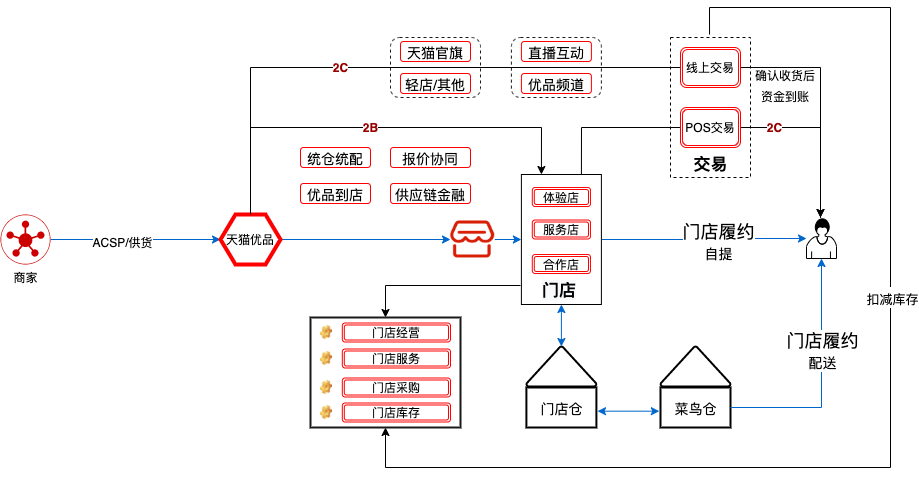 2C
天猫官旗
轻店/其他
直播互动
优品频道
线上交易
确认收货后
资金到账
2B
POS交易
2C
交易
统仓统配
报价协同
优品到店
供应链金融
体验店
服务店
合作店
门店
商家
ACSP/供货
天猫优品
门店履约
自提
扣减库存
门店经营
门店服务
门店采购
门店库存
门店仓
菜鸟仓
门店履约
配送